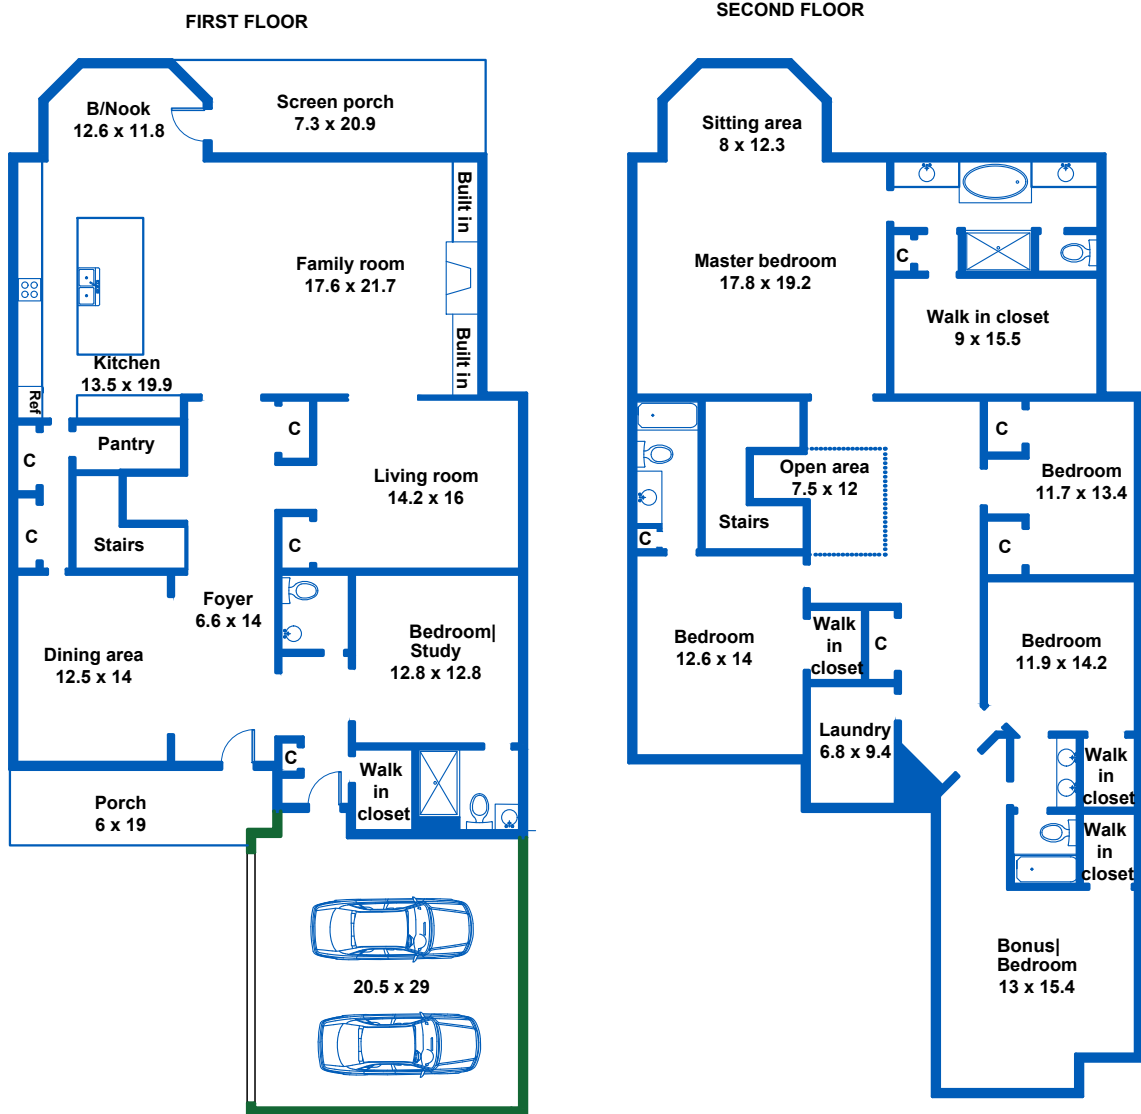 FIRST FLOOR
B/Nook
12.6 x 11.8
Screen porch
7.3 x 20.9
Built in
Family room
17.6 x 21.7
Built in
Kitchen
13.5 x 19.9
Ref
Pantry
C
C
C
Living room
14.2 x 16
C
Stairs
Foyer
6.6 x 14
Dining area
12.5 x 14
Bedroom|
Study
12.8 x 12.8
C
Walk
in
closet
Porch
6 x 19
20.5 x 29
SECOND FLOOR
Sitting area
8 x 12.3
Master bedroom
17.8 x 19.2
C
Walk in closet
9 x 15.5
C
Bedroom
11.7 x 13.4
Open area
7.5 x 12
Stairs
C
C
Bedroom
12.6 x 14
Walk
in
closet
C
Bedroom
11.9 x 14.2
Laundry
6.8 x 9.4
Walk
in
closet
Walk
in
closet
Bonus|
Bedroom
13 x 15.4